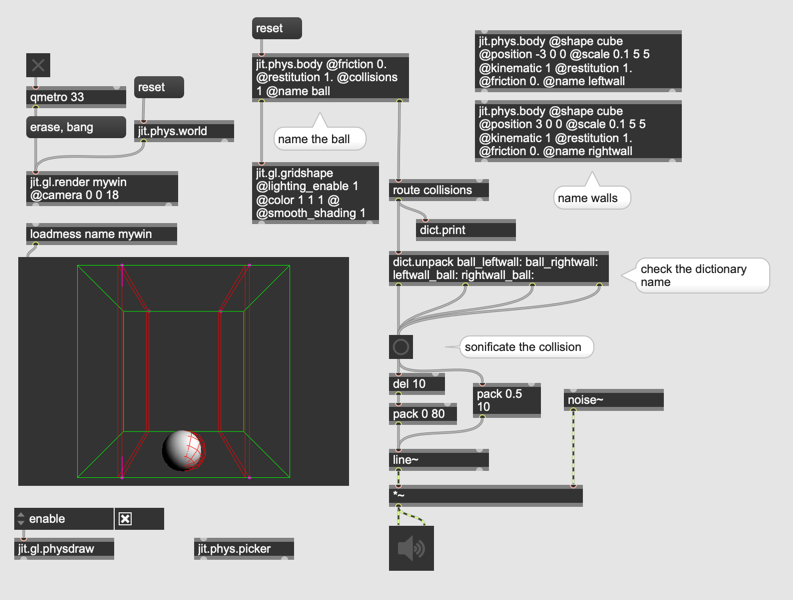 reset
jit.phys.body @friction 0.
@restitution 1. @collisions
1 @name ball
jit.phys.body @shape cube
@position -3 0 0 @scale 0.1 5 5
@kinematic 1 @restitution 1.
@friction 0. @name leftwall
qmetro 33
reset
erase, bang
jit.phys.world
name the ball
jit.phys.body @shape cube
@position 3 0 0 @scale 0.1 5 5
@kinematic 1 @restitution 1.
@friction 0. @name rightwall
jit.gl.render mywin
@camera 0 0 18
jit.gl.gridshape
@lighting_enable 1
@color 1 1 1 @
@smooth_shading 1
route collisions
name walls
loadmess name mywin
dict.print
dict.unpack ball_leftwall: ball_rightwall:
leftwall_ball: rightwall_ball:
check the dictionary
name
sonificate the collision
del 10
pack 0.5
10
noise~
pack 0 80
line~
*~
enable
jit.gl.physdraw
jit.phys.picker